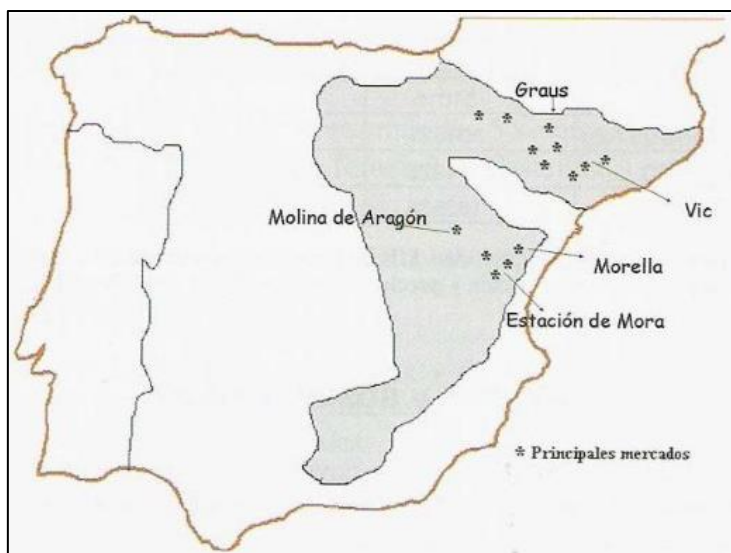 Graus
Vic
Molina de Aragón
Morella
Estación de Mora
* Principales mercados